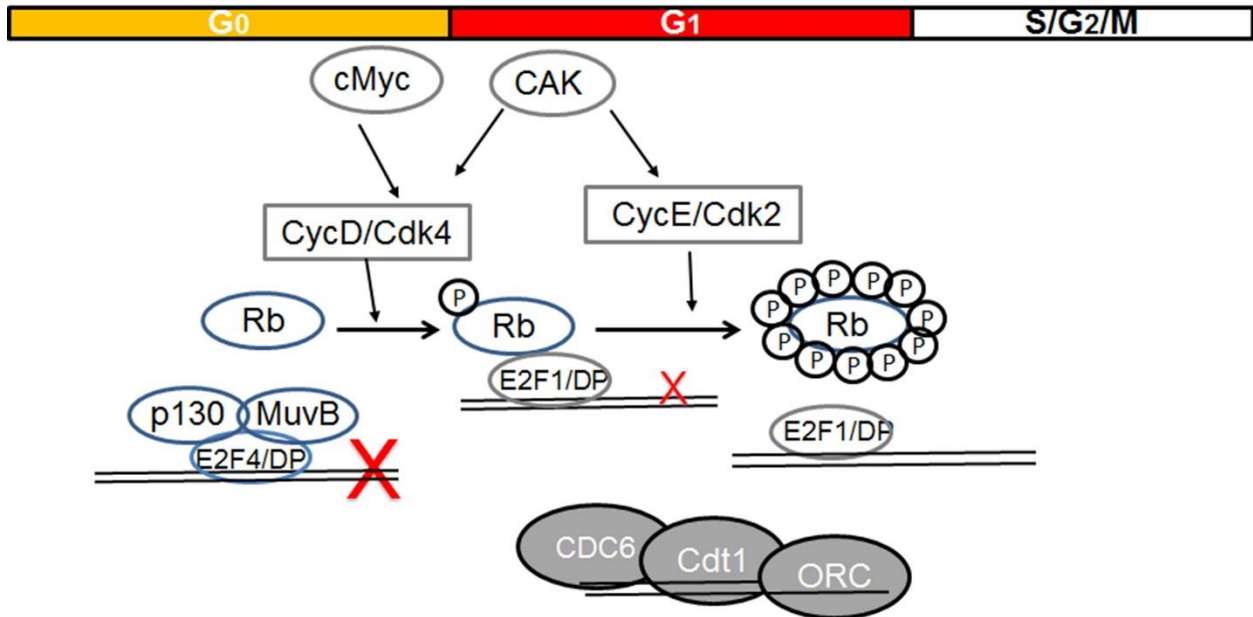 G0
G1
S/G2/M
cMyc
CAK
CycD/Cdk4
CycE/Cdk2
Rb
P
Rb
E2F1/DP
X
P
P
P
P
P
P
P
P
P
P
P
Rb
p130
MuvB
E2F4/DP
X
E2F1/DP
CDC6
Cdt1
ORC